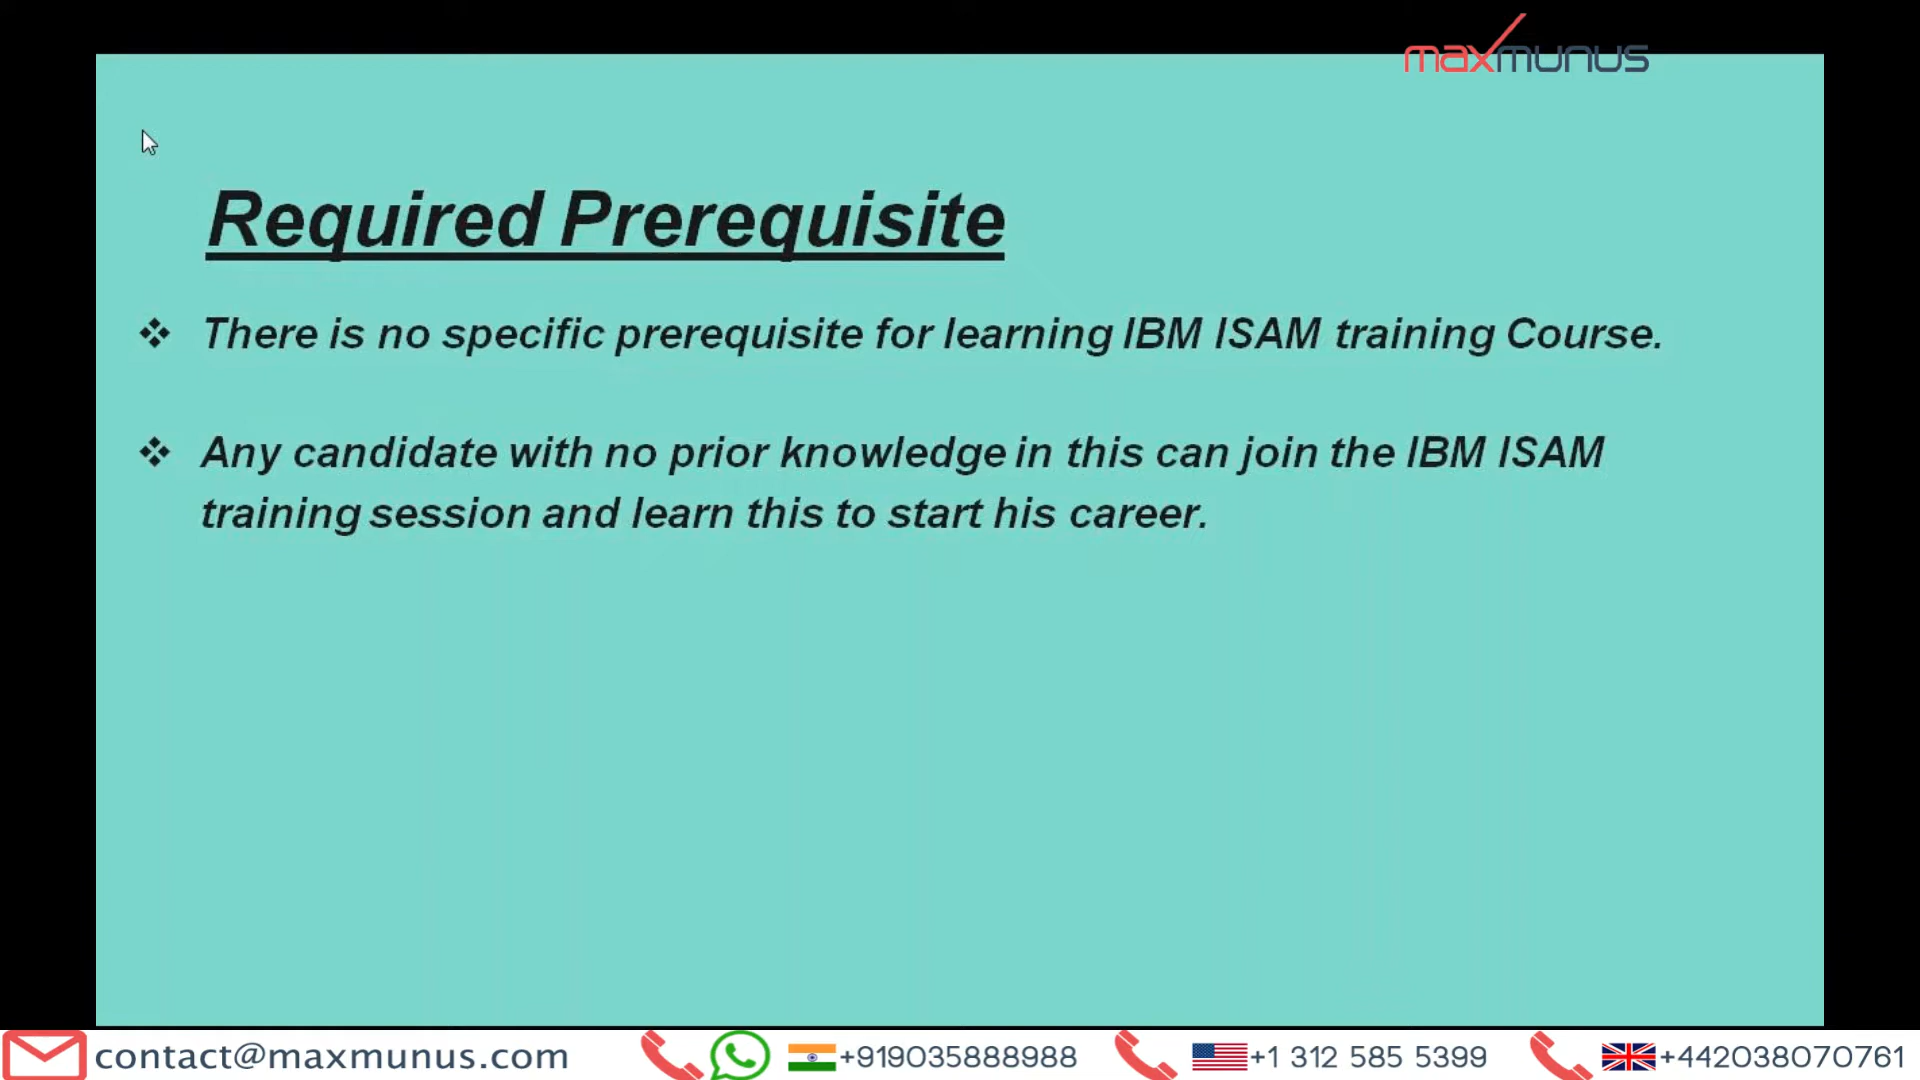 maxmunus
Required Prerequisite
There is no specific prerequisite for learning IBM ISAM training Course.
Any candidate with no prior knowledge in this can join the IBM ISAM
training session and learn this to start his career.
contact@maxmunus.com +919035888988 +1 312 585 5399 +442038070761